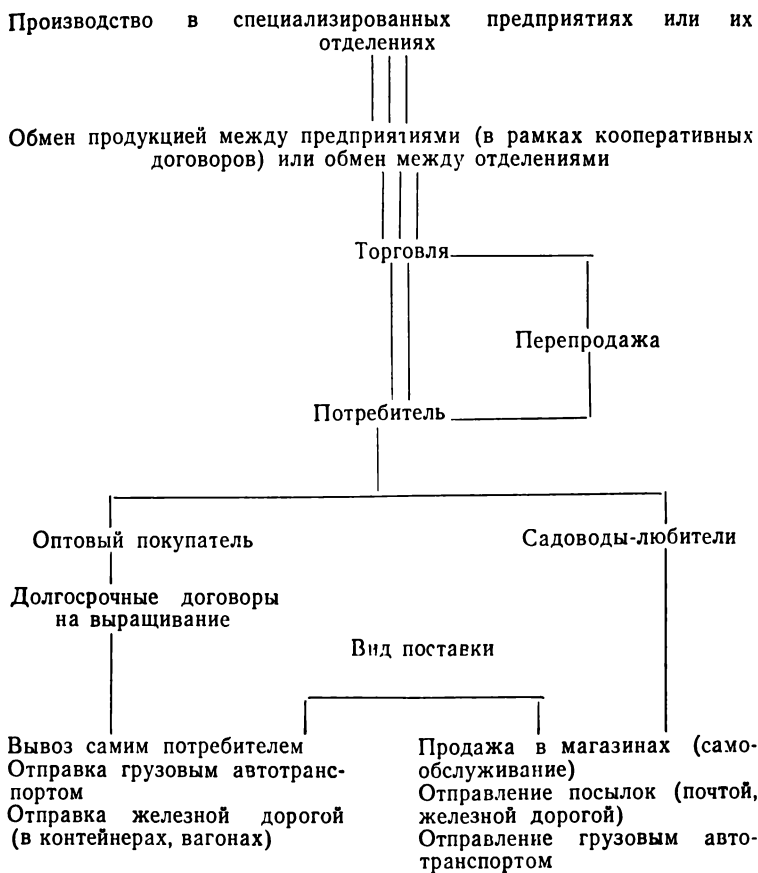 Производство в специализированных предприятиях или их
отделениях
Обмен продукцией между предприятиями (в рамках кооперативных
договоров) или обмен между отделениями
Торговля
Перепродажа
Потребитель
Оптовый покупатель
Садоводы-любители
Долгосрочные договоры
на выращивание
Вид поставки
Вывоз самим потребителем
Отправка грузовым автотранс-
портом
Отправка железной дорогой
(в контейнерах, вагонах)
Продажа в магазинах (само-
обслуживание)
Отправление посылок (почтой,
железной дорогой)
Отправление грузовым авто-
транспортом